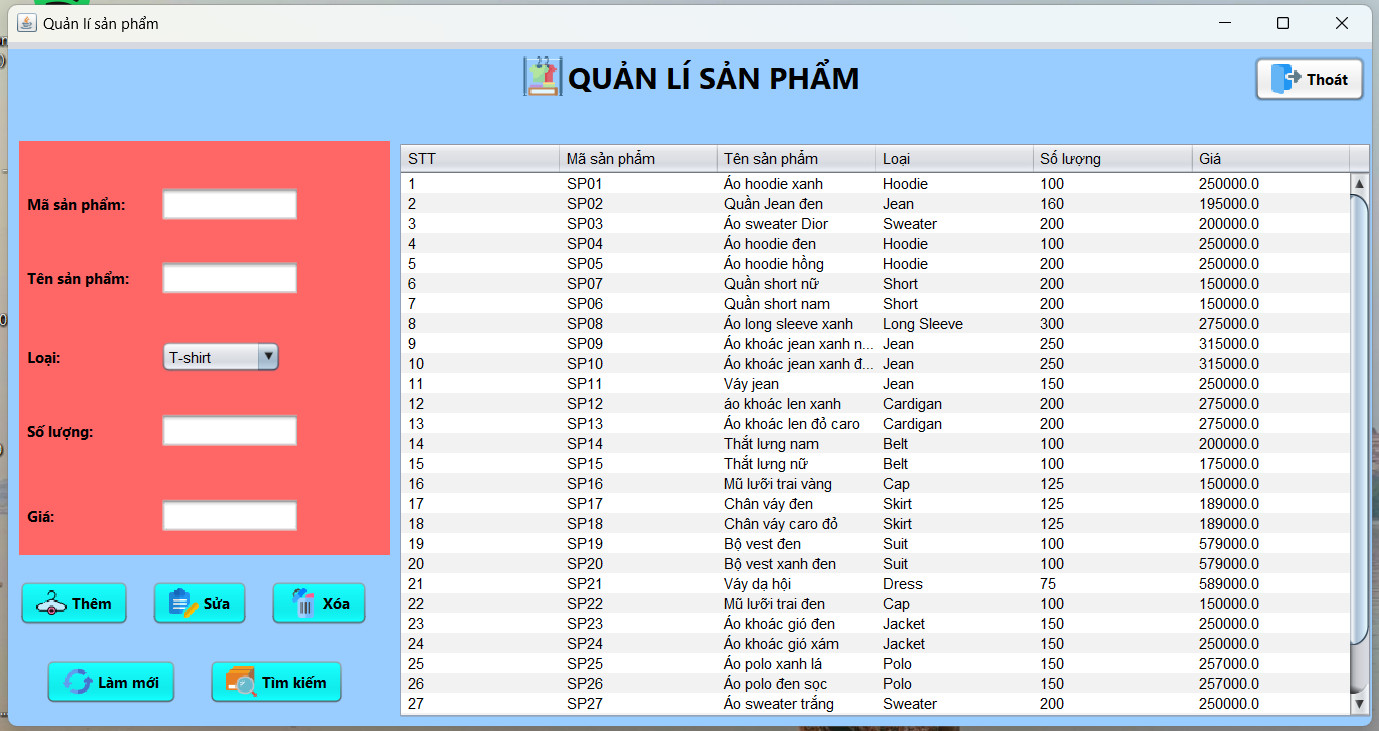 Quản lí sản phẩm
QUẢN LÍ SẢN PHẨM
Thoát
Mã sản phẩm:
Tên sản phẩm:
Loại:
T-shirt
Số lượng:
Giá:
Thêm
Sửa
Xóa
Làm mới
Tìm kiếm
STT Mã sản phẩm Tên sản phẩm Loại Số lượng Giá
1 SP01 Áo hoodie xanh Hoodie 100 250000.0
2 SP02 Quần Jean đen Jean 160 195000.0
3 SP03 Áo sweater Dior Sweater 200 200000.0
4 SP04 Áo hoodie đen Hoodie 100 250000.0
5 SP05 Áo hoodie hồng Hoodie 200 250000.0
6 SP07 Quần short nữ Short 200 150000.0
7 SP06 Quần short nam Short 200 150000.0
8 SP08 Áo long sleeve xanh Long Sleeve 300 275000.0
9 SP09 Áo khoác jean xanh n... Jean 250 315000.0
10 SP10 Áo khoác jean xanh đ... Jean 250 315000.0
11 SP11 Váy jean Jean 150 250000.0
12 SP12 áo khoác len xanh Cardigan 200 275000.0
13 SP13 Áo khoác len đỏ caro Cardigan 200 275000.0
14 SP14 Thắt lưng nam Belt 100 200000.0
15 SP15 Thắt lưng nữ Belt 100 175000.0
16 SP16 Mũ lưỡi trai vàng Cap 125 150000.0
17 SP17 Chân váy đen Skirt 125 189000.0
18 SP18 Chân váy caro đỏ Skirt 125 189000.0
19 SP19 Bộ vest đen Suit 100 579000.0
20 SP20 Bộ vest xanh đen Suit 100 579000.0
21 SP21 Váy dạ hội Dress 75 589000.0
22 SP22 Mũ lưỡi trai đen Cap 100 150000.0
23 SP23 Áo khoác gió đen Jacket 150 250000.0
24 SP24 Áo khoác gió xám Jacket 150 250000.0
25 SP25 Áo polo xanh lá Polo 150 257000.0
26 SP26 Áo polo đen sọc Polo 150 257000.0
27 SP27 Áo sweater trắng Sweater 200 250000.0